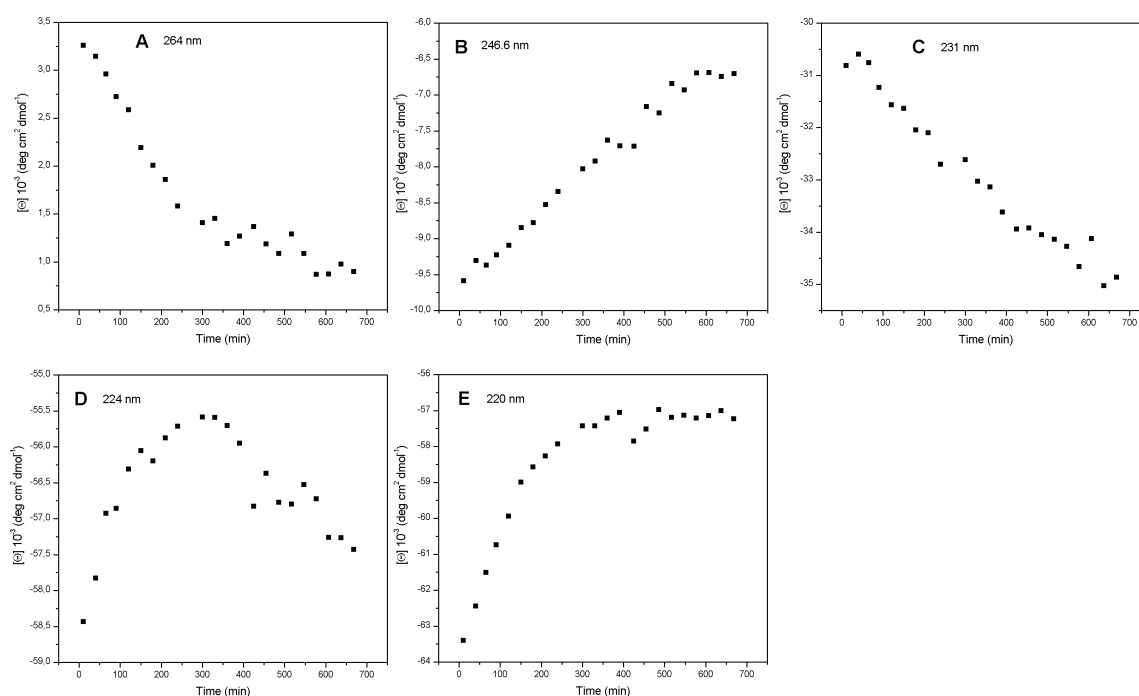 A 264 nm
3,5
3,0
2,5
2,0
1,5
1,0
0,5
[Θ] 10⁻³ (deg cm² dmol⁻¹)
0 100 200 300 400 500 600 700
Time (min)
B 246.6 nm
-6,0
-6,5
-7,0
-7,5
-8,0
-8,5
-9,0
-9,5
-10,0
[Θ] 10⁻³ (deg cm² dmol⁻¹)
0 100 200 300 400 500 600 700
Time (min)
C 231 nm
-30
-31
-32
-33
-34
-35
[Θ] 10⁻³ (deg cm² dmol⁻¹)
0 100 200 300 400 500 600 700
Time (min)
D 224 nm
-55,0
-55,5
-56,0
-56,5
-57,0
-57,5
-58,0
-58,5
-59,0
[Θ] 10⁻³ (deg cm² dmol⁻¹)
0 100 200 300 400 500 600 700
Time (min)
E 220 nm
-56
-57
-58
-59
-60
-61
-62
-63
-64
[Θ] 10⁻³ (deg cm² dmol⁻¹)
0 100 200 300 400 500 600 700
Time (min)